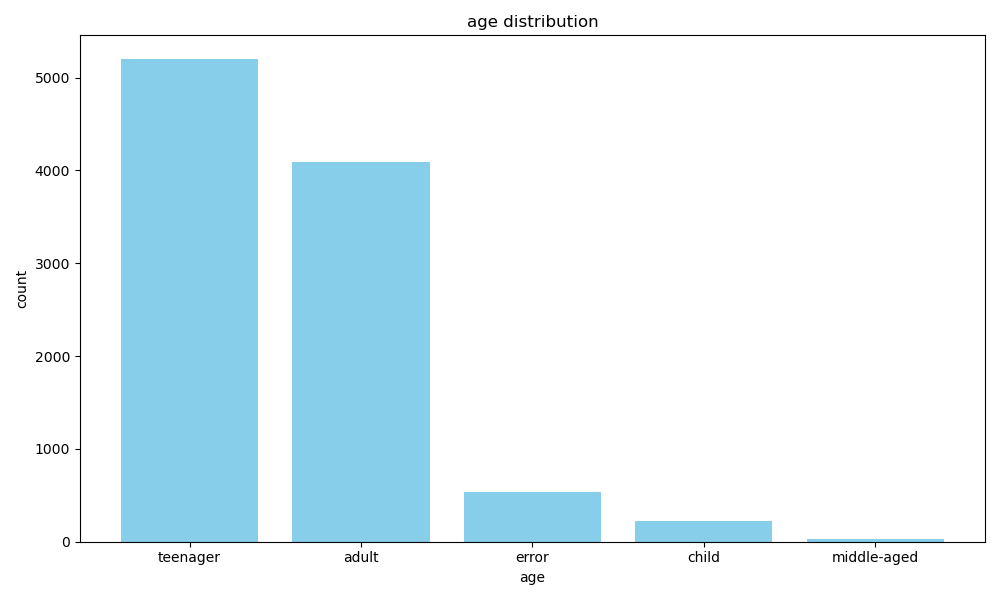 age distribution
count
5000
4000
3000
2000
1000
0
teenager adult error child middle-aged
age